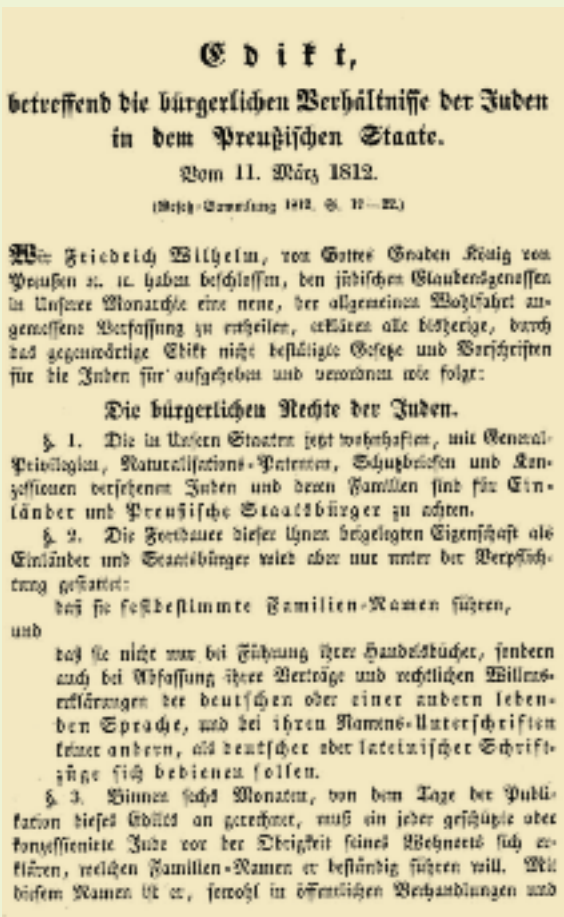 Edikt,
betreffend die bürgerlichen Verhältnisse der Juden
in dem Preußischen Staate.
Vom 11. März 1812.
(Gesetz-Sammlung 1812. S. 17—22.)
Wir Friedrich Wilhelm, von Gottes Gnaden König von
Preußen ꝛc. ꝛc. haben beschlossen, den jüdischen Glaubensgenossen
in Unserer Monarchie eine neue, der allgemeinen Wohlfahrt an-
gemessene Verfassung zu ertheilen, erklären alle bisherige, durch
das gegenwärtige Edikt nicht bestätigte Gesetze und Vorschriften
für die Juden für aufgehoben und verordnen wie folgt:
Die bürgerlichen Rechte der Juden.
§. 1. Die in Unsern Staaten jetzt wohnhaften, mit General-
Privilegien, Naturalisations-Patenten, Schutzbriefen und Kon-
zessionen versehenen Juden und deren Familien sind für Ein-
länder und Preußische Staatsbürger zu achten.
§. 2. Die Fortdauer dieser ihnen beigelegten Eigenschaft als
Einländer und Staatsbürger wird aber nur unter der Verpflich-
tung gestattet:
daß sie festbestimmte Familien-Namen führen,
und
daß sie nicht nur bei Führung ihrer Handelsbücher, sondern
auch bei Abfassung ihrer Verträge und rechtlichen Willens-
erklärungen der deutschen oder einer andern leben-
den Sprache, und bei ihren Namens-Unterschriften
keiner andern, als deutscher oder lateinischer Schrift-
züge sich bedienen sollen.
§. 3. Binnen sechs Monaten, von dem Tage der Publi-
kation dieses Edikts an gerechnet, muß ein jeder geschützte oder
konzessionirte Jude vor der Obrigkeit seines Wohnorts sich er-
klären, welchen Familien-Namen er beständig führen will. Mit
diesem Namen ist er, sowohl in öffentlichen Verhandlungen und